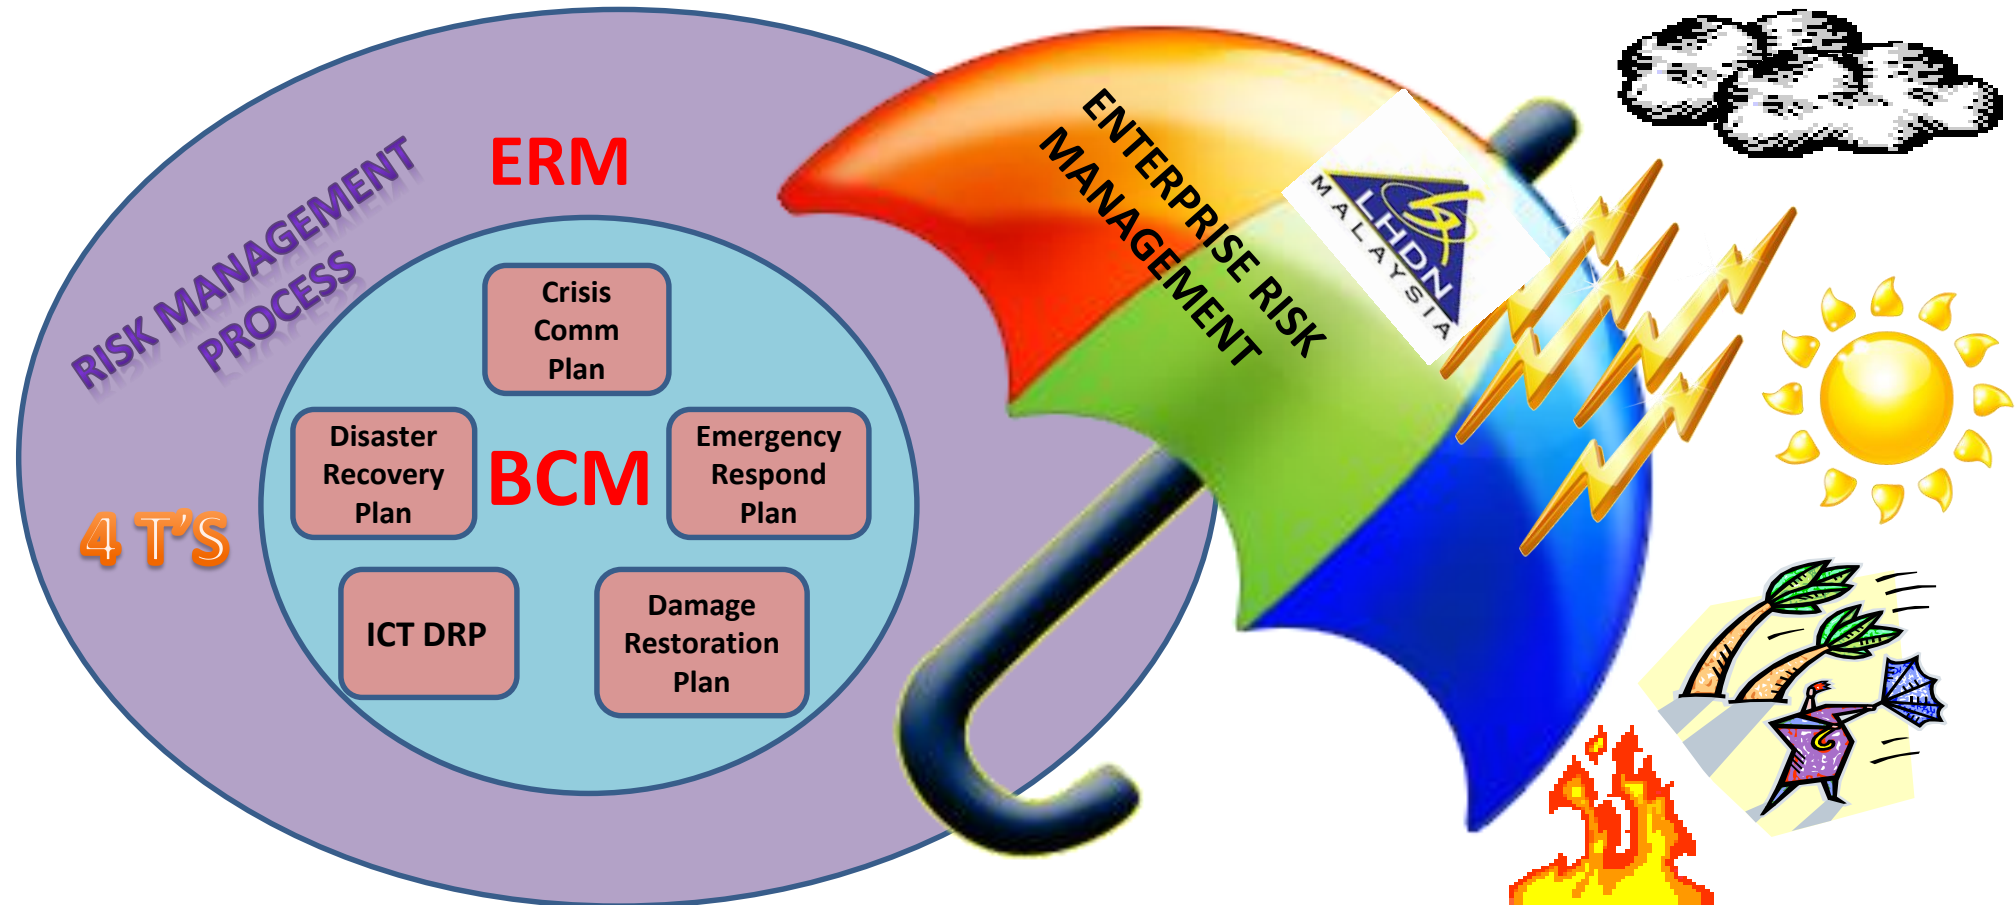 ERM
RISK MANAGEMENT
PROCESS
4 T'S
BCM
Crisis
Comm
Plan
Disaster
Recovery
Plan
Emergency
Respond
Plan
ICT DRP
Damage
Restoration
Plan
ENTERPRISE RISK
MANAGEMENT
LHDN
MALAYSIA